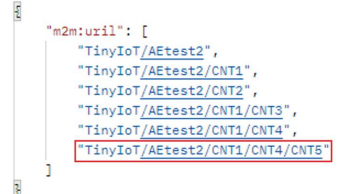 {
"m2m:uril": [
"TinyIoT/AEtest2",
"TinyIoT/AEtest2/CNT1",
"TinyIoT/AEtest2/CNT2",
"TinyIoT/AEtest2/CNT1/CNT3",
"TinyIoT/AEtest2/CNT1/CNT4",
"TinyIoT/AEtest2/CNT1/CNT4/CNT5"
]
}